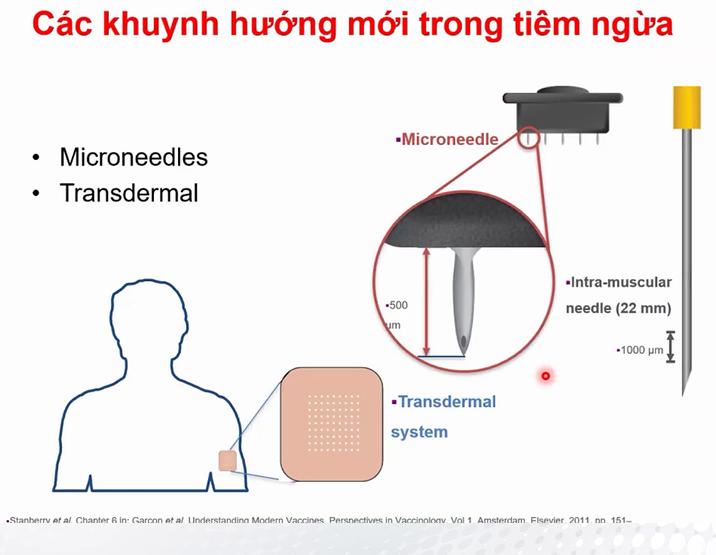 Các khuynh hướng mới trong tiêm ngừa
• Microneedles
• Transdermal
▪Microneedle
▪500
µm
▪Intra-muscular
needle (22 mm)
▪1000 µm
▪Transdermal
system
▪Stanberry et al. Chapter 6 in: Garçon et al. Understanding Modern Vaccines, Perspectives in Vaccinology, Vol 1, Amsterdam. Elsevier. 2011. pp. 151–